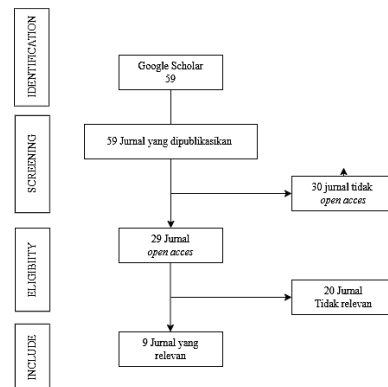 IDENTIFICATION
Google Scholar
59
SCREENING
59 Jurnal yang dipublikasikan
30 jurnal tidak
open acces
ELIGIBIITY
29 Jurnal
open acces
20 Jurnal
Tidak relevan
INCLUDE
9 Jurnal yang
relevan